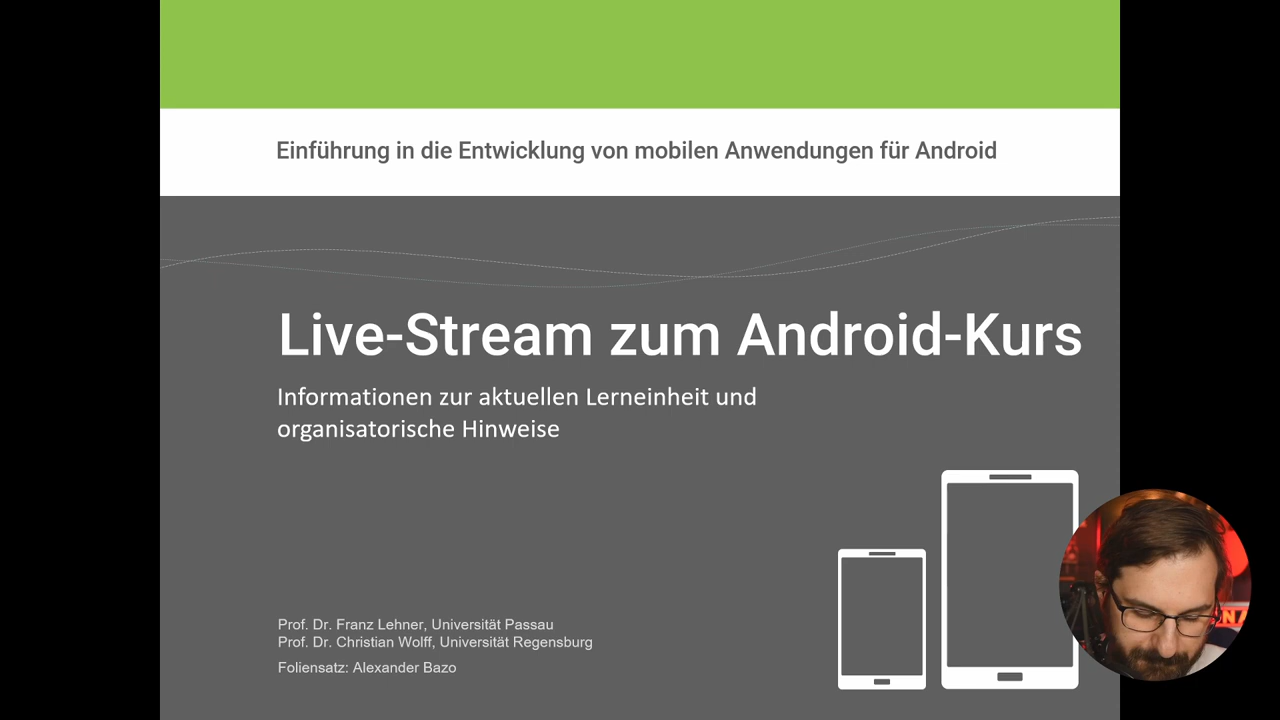 Einführung in die Entwicklung von mobilen Anwendungen für Android
Live-Stream zum Android-Kurs
Informationen zur aktuellen Lerneinheit und
organisatorische Hinweise
Prof. Dr. Franz Lehner, Universität Passau
Prof. Dr. Christian Wolff, Universität Regensburg
Foliensatz: Alexander Bazo